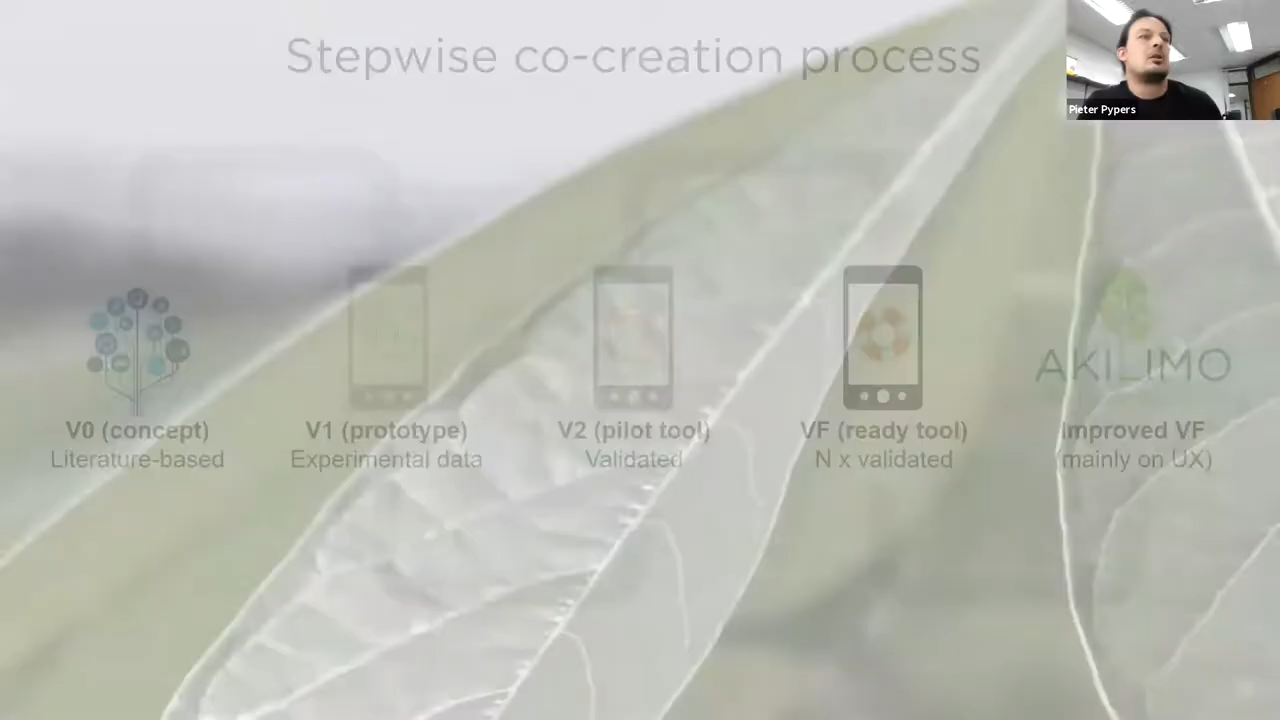 Stepwise co-creation process
Pieter Pypers
AKILIMO
V0 (concept)
Literature-based
V1 (prototype)
Experimental data
V2 (pilot tool)
Validated
VF (ready tool)
N x validated
Improved VF
(mainly on UX)